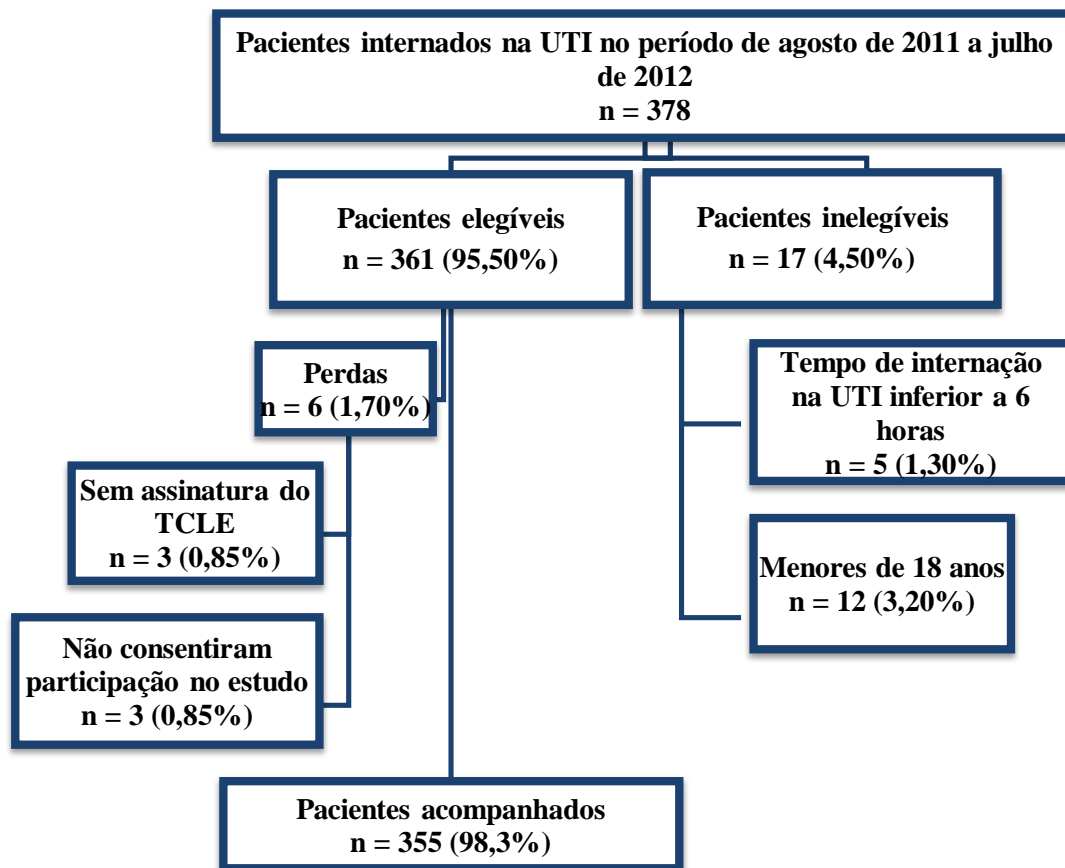 Pacientes internados na UTI no período de agosto de 2011 a julho
de 2012
n = 378
Pacientes elegíveis
n = 361 (95,50%)
Pacientes inelegíveis
n = 17 (4,50%)
Perdas
n = 6 (1,70%)
Tempo de internação
na UTI inferior a 6
horas
n = 5 (1,30%)
Sem assinatura do
TCLE
n = 3 (0,85%)
Menores de 18 anos
n = 12 (3,20%)
Não consentiram
participação no estudo
n = 3 (0,85%)
Pacientes acompanhados
n = 355 (98,3%)